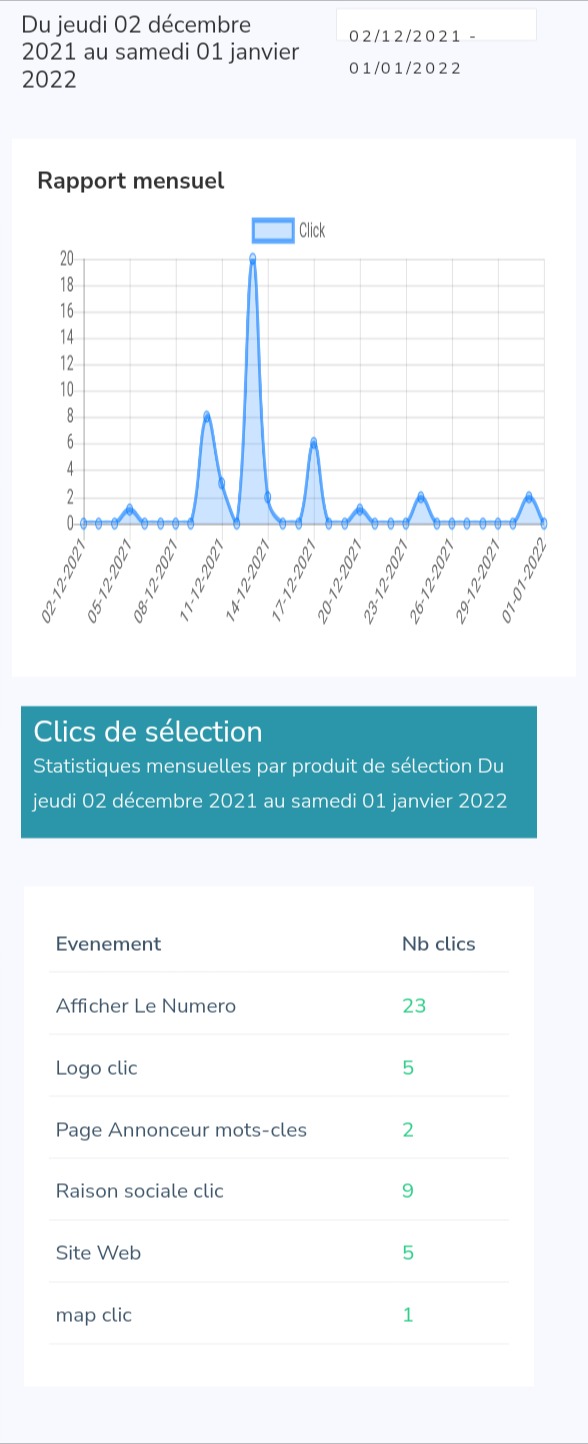 Du jeudi 02 décembre
2021 au samedi 01 janvier
2022
02/12/2021 -
01/01/2022
Rapport mensuel
Click
20
18
16
14
12
10
8
6
4
2
0
02-12-2021
05-12-2021
08-12-2021
11-12-2021
14-12-2021
17-12-2021
20-12-2021
23-12-2021
26-12-2021
29-12-2021
01-01-2022
Clics de sélection
Statistiques mensuelles par produit de sélection Du
jeudi 02 décembre 2021 au samedi 01 janvier 2022
Evenement Nb clics
Afficher Le Numero 23
Logo clic 5
Page Annonceur mots-cles 2
Raison sociale clic 9
Site Web 5
map clic 1